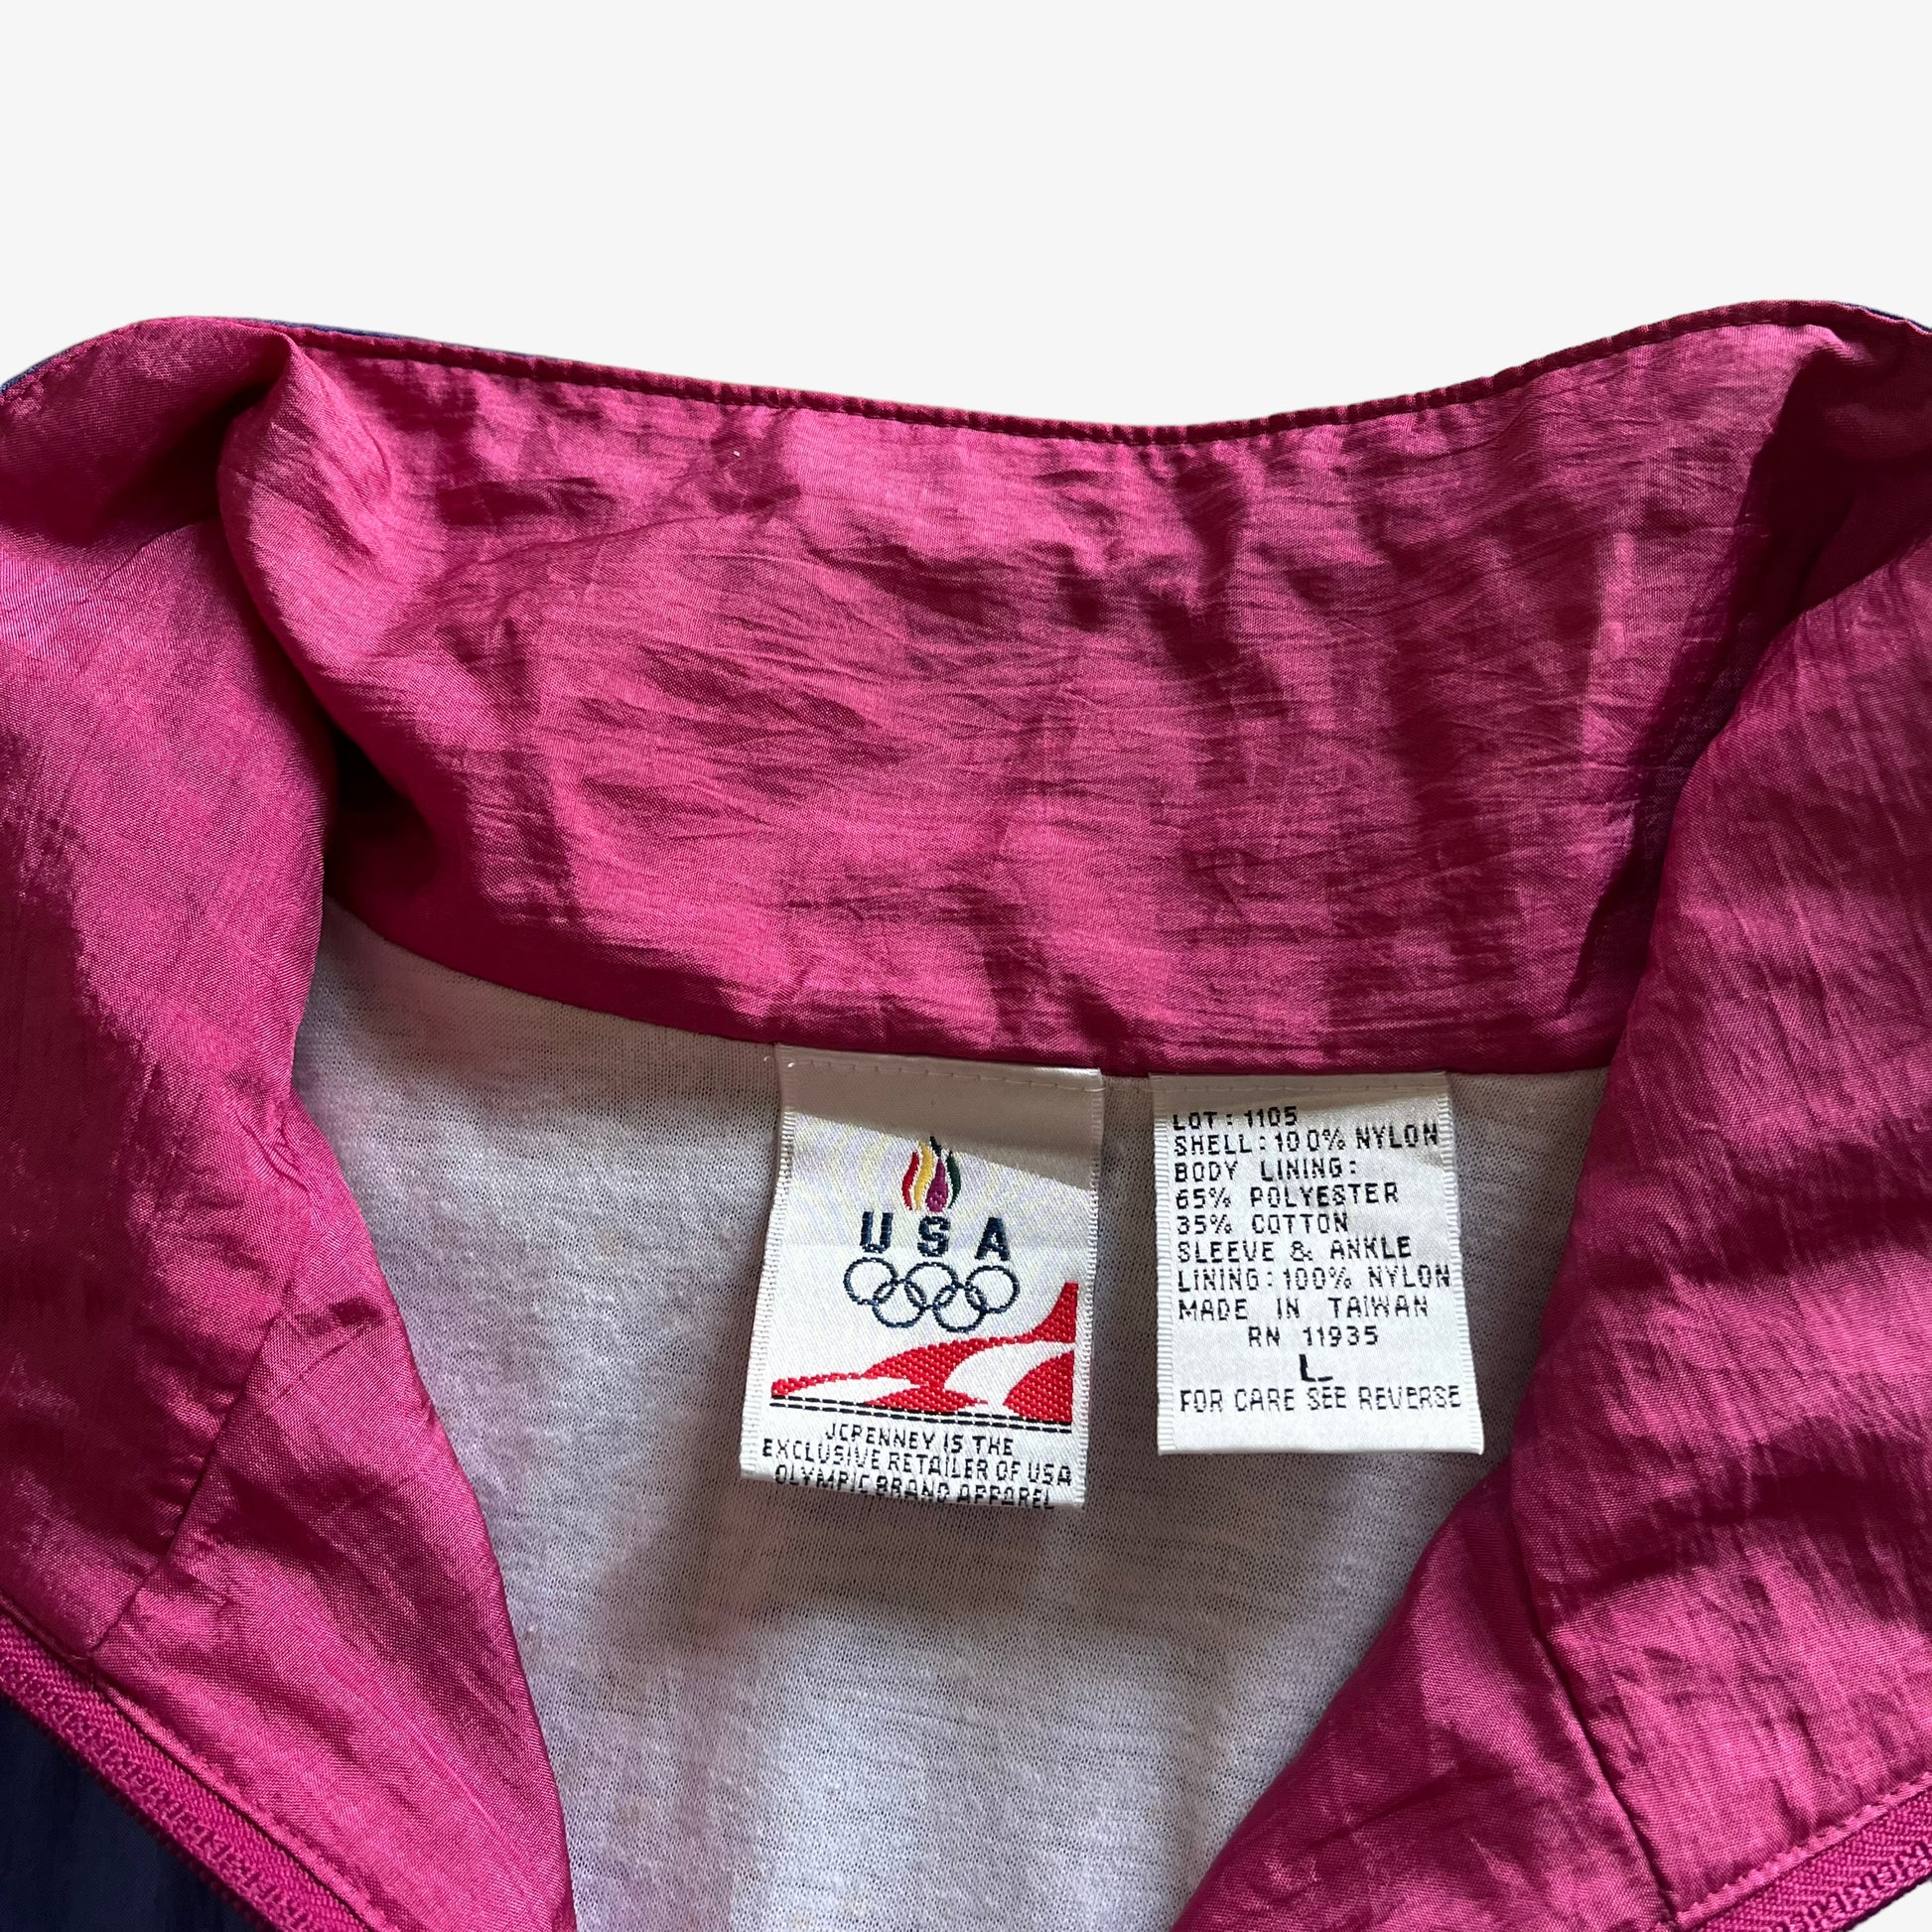 USA
JCPENNEY IS THE
EXCLUSIVE RETAILER OF USA
OLYMPIC BRAND APPAREL
LOT: 1105
SHELL: 100% NYLON
BODY LINING:
65% POLYESTER
35% COTTON
SLEEVE & ANKLE
LINING: 100% NYLON
MADE IN TAIWAN
RN 11935
L
FOR CARE SEE REVERSE